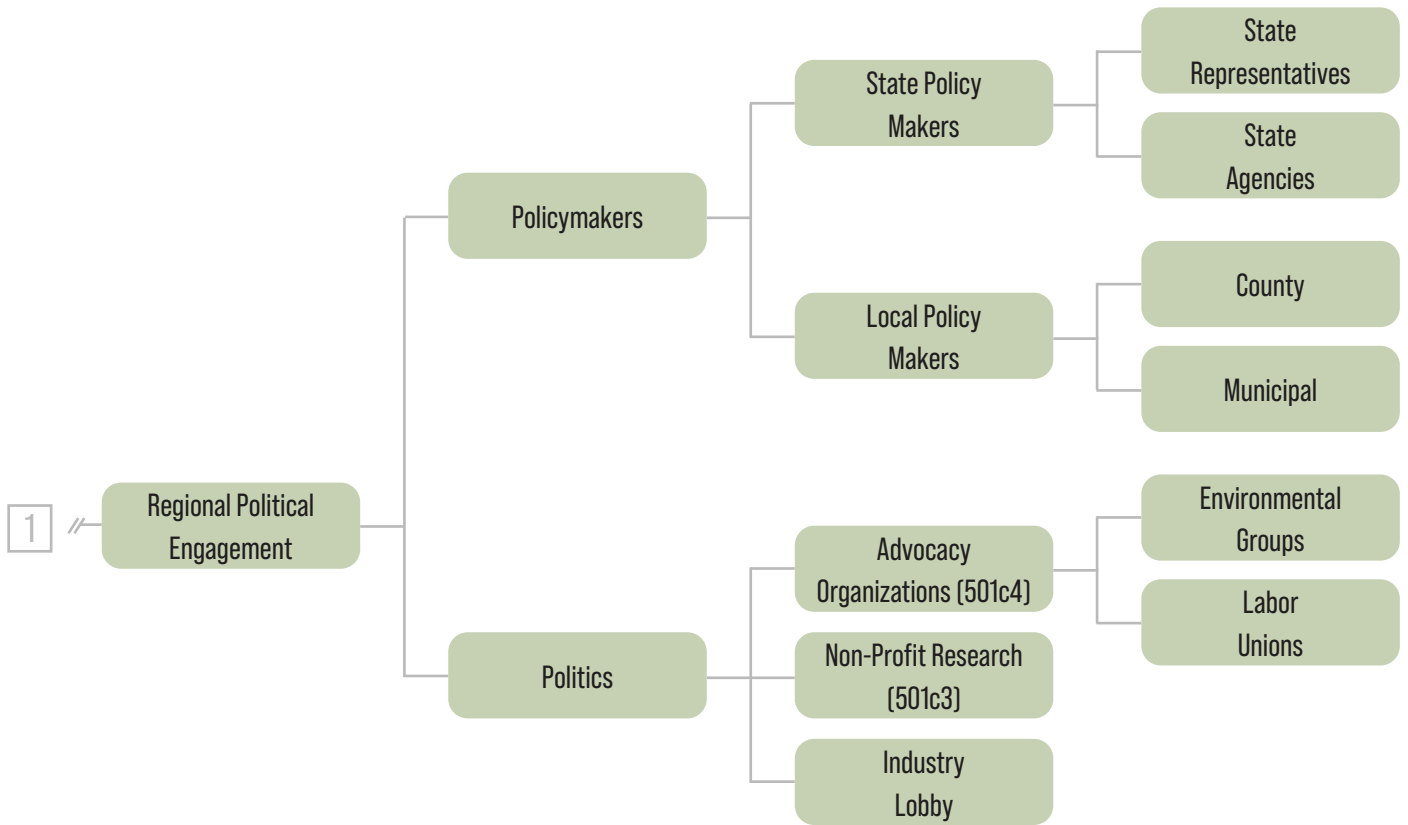 State
Representatives
State Policy
Makers
State
Agencies
Policymakers
County
Local Policy
Makers
Municipal
1
Regional Political
Engagement
Environmental
Groups
Advocacy
Organizations (501c4)
Labor
Unions
Politics
Non-Profit Research
(501c3)
Industry
Lobby